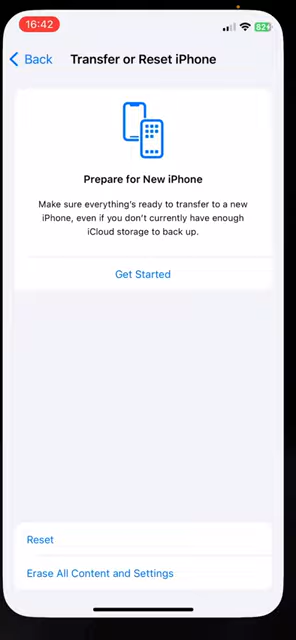 16:42
82
Back
Transfer or Reset iPhone
Prepare for New iPhone
Make sure everything's ready to transfer to a new
iPhone, even if you don't currently have enough
iCloud storage to back up.
Get Started
Reset
Erase All Content and Settings